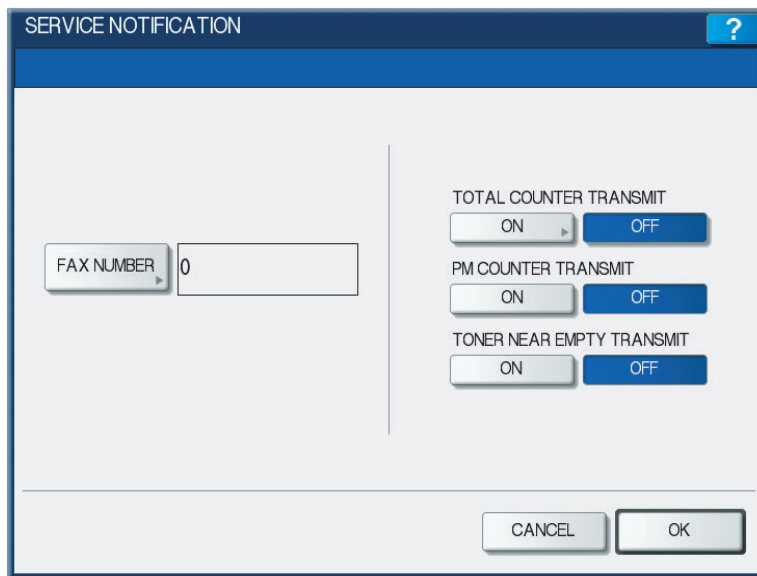 SERVICE NOTIFICATION ?
FAX NUMBER 0
TOTAL COUNTER TRANSMIT
ON OFF
PM COUNTER TRANSMIT
ON OFF
TONER NEAR EMPTY TRANSMIT
ON OFF
CANCEL OK